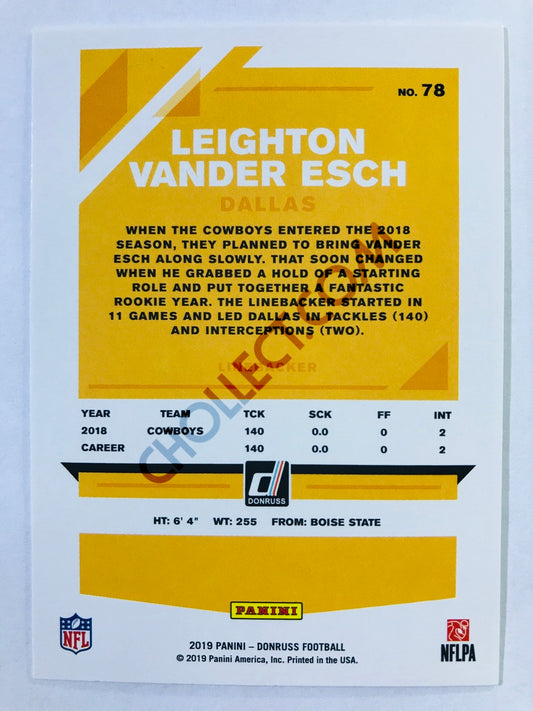 NO. 78
LEIGHTON
VANDER ESCH
DALLAS
WHEN THE COWBOYS ENTERED THE 2018
SEASON, THEY PLANNED TO BRING VANDER
ESCH ALONG SLOWLY. THAT SOON CHANGED
WHEN HE GRABBED A HOLD OF A STARTING
ROLE AND PUT TOGETHER A FANTASTIC
ROOKIE YEAR. THE LINEBACKER STARTED IN
11 GAMES AND LED DALLAS IN TACKLES (140)
AND INTERCEPTIONS (TWO).
LINEBACKER
CHOLLECT.COM
YEAR TEAM TCK SCK FF INT
2018 COWBOYS 140 0.0 0 2
CAREER 140 0.0 0 2
d
DONRUSS
HT: 6' 4" WT: 255 FROM: BOISE STATE
PANINI
NFL
NFLPA
2019 PANINI – DONRUSS FOOTBALL
© 2019 Panini America, Inc. Printed in the USA.